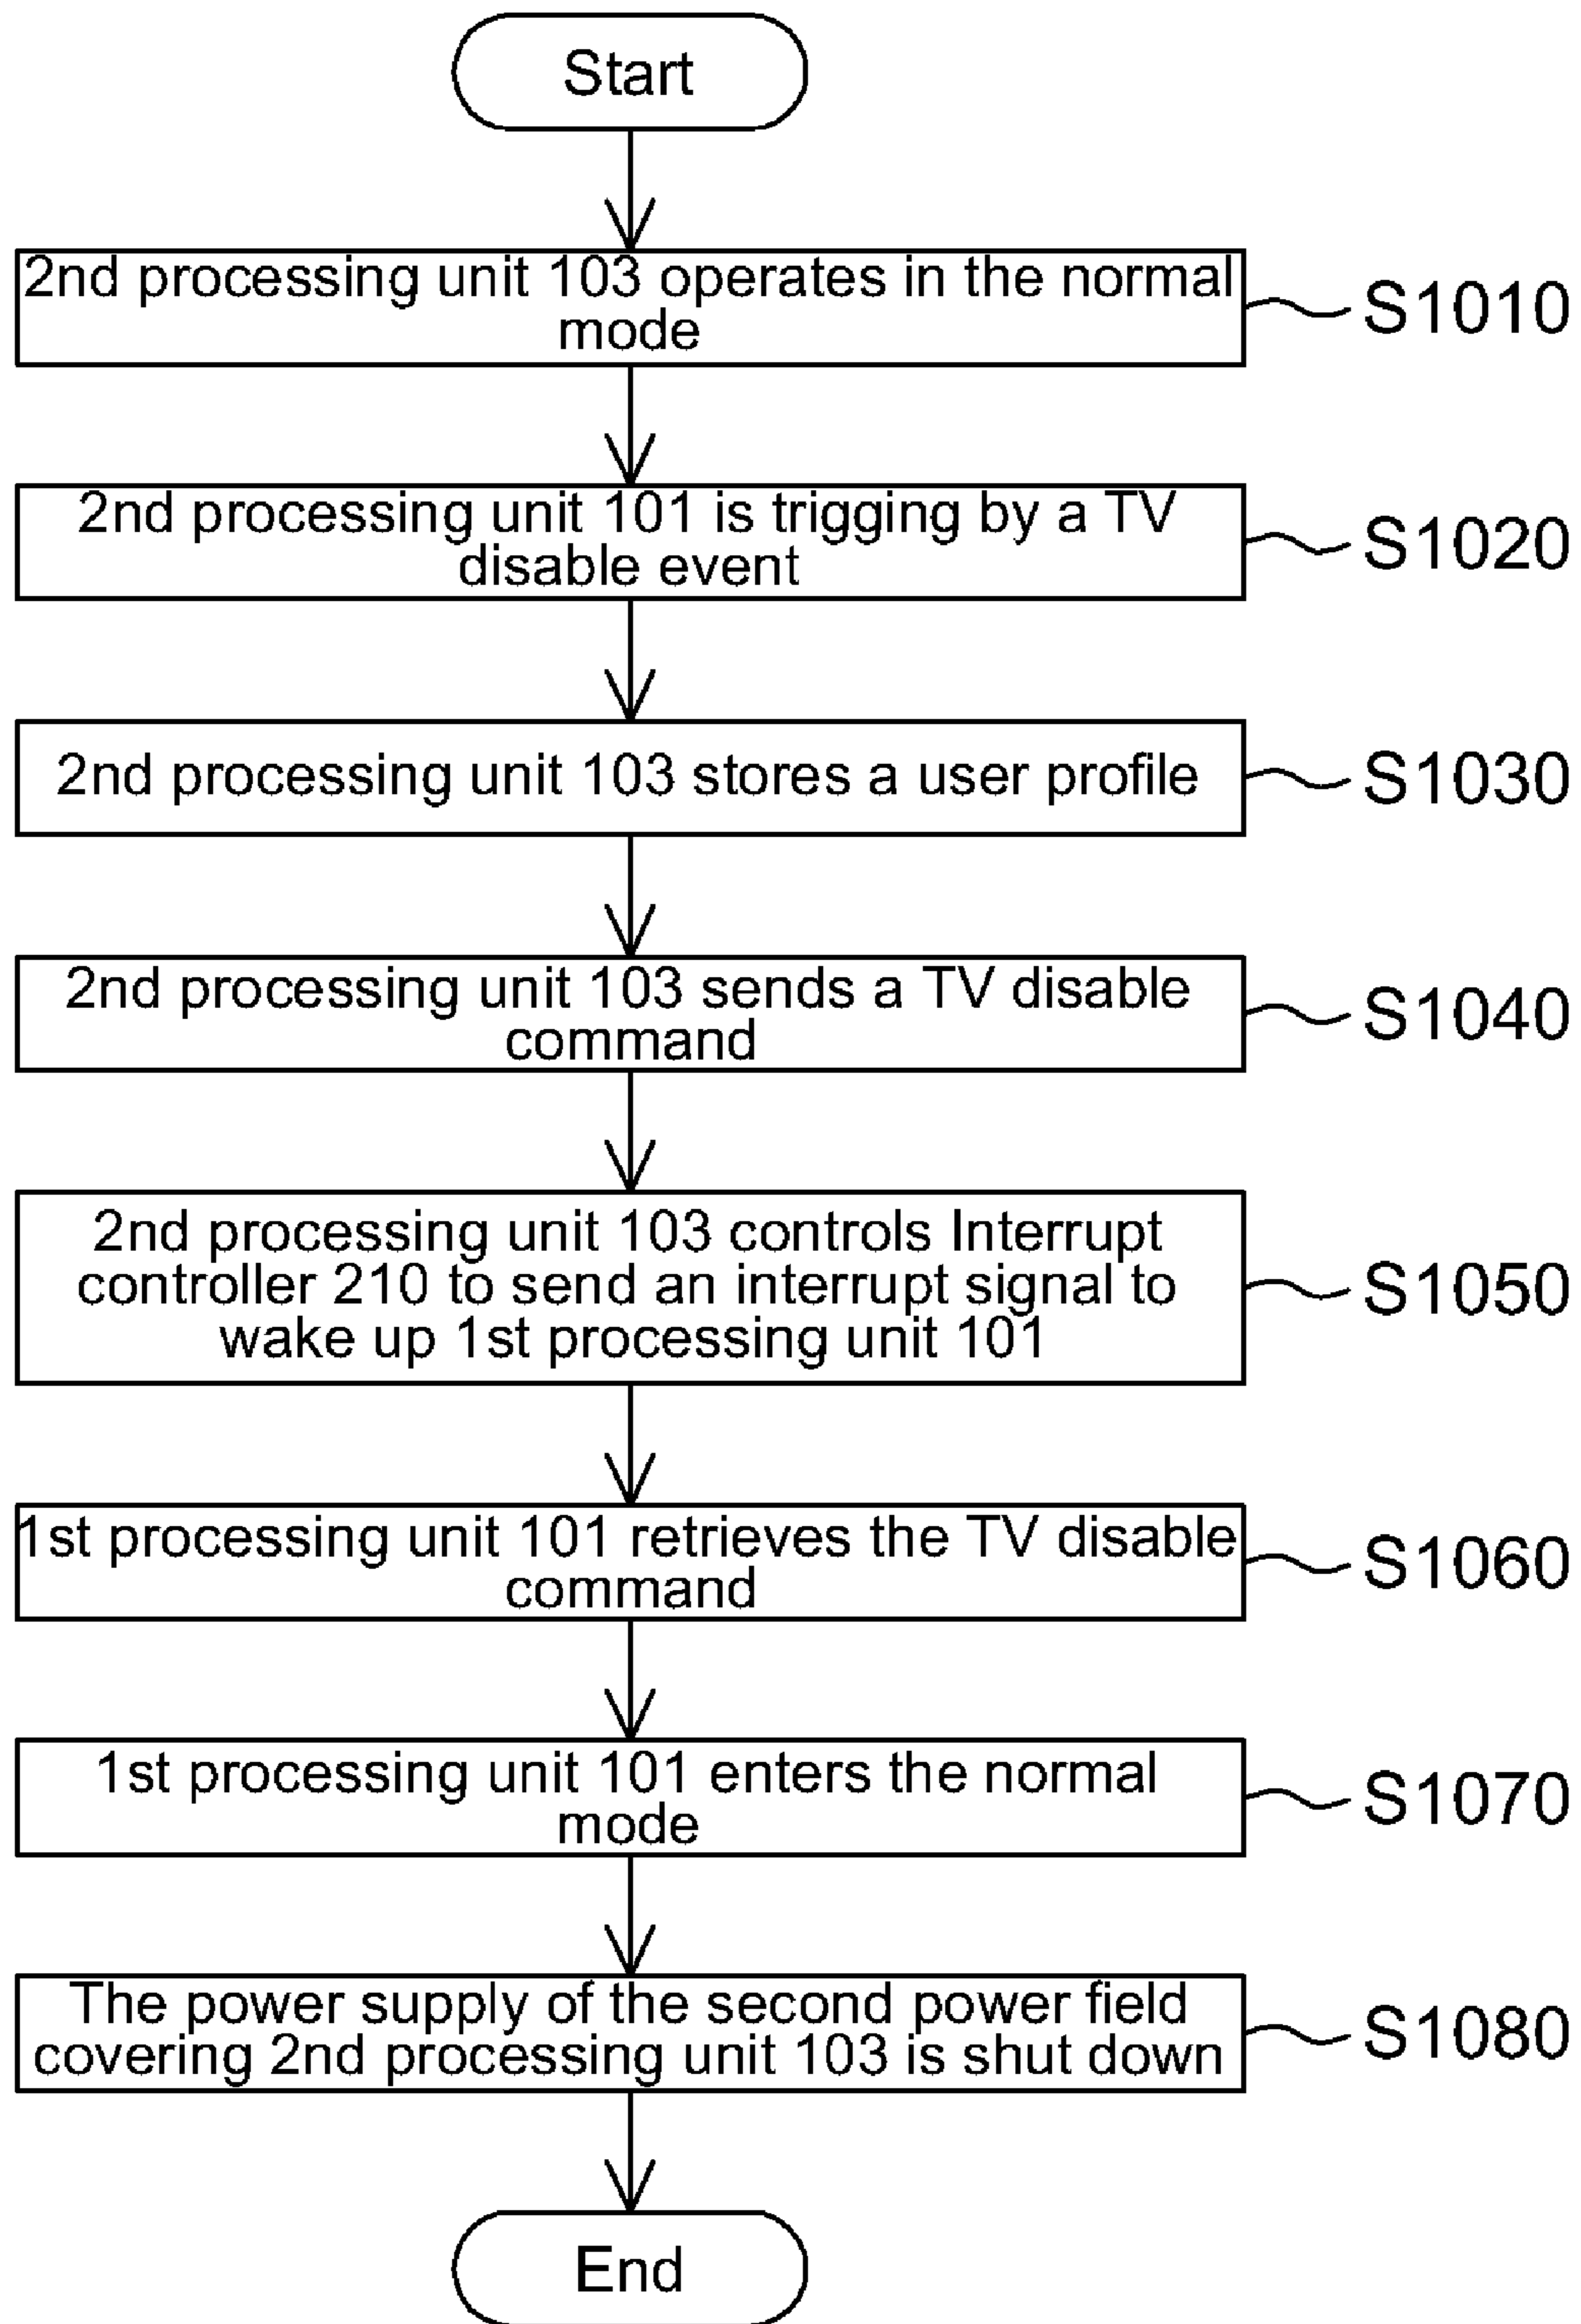 Start
2nd processing unit 103 operates in the normal
mode
S1010
2nd processing unit 101 is trigging by a TV
disable event
S1020
2nd processing unit 103 stores a user profile
S1030
2nd processing unit 103 sends a TV disable
command
S1040
2nd processing unit 103 controls Interrupt
controller 210 to send an interrupt signal to
wake up 1st processing unit 101
S1050
1st processing unit 101 retrieves the TV disable
command
S1060
1st processing unit 101 enters the normal
mode
S1070
The power supply of the second power field
covering 2nd processing unit 103 is shut down
S1080
End